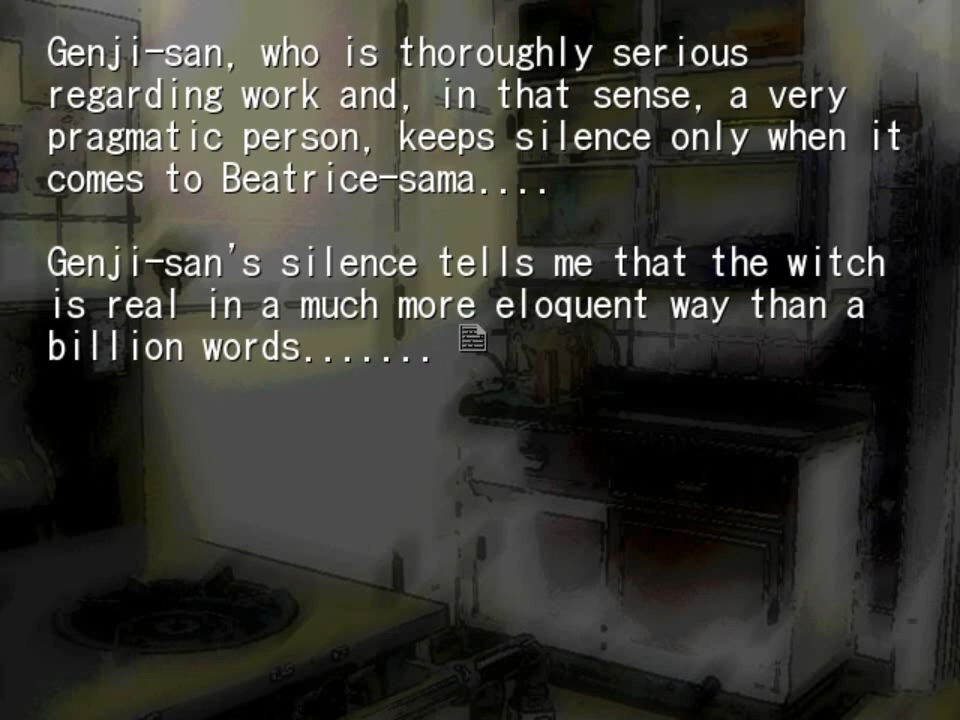 Genji-san, who is thoroughly serious
regarding work and, in that sense, a very
pragmatic person, keeps silence only when it
comes to Beatrice-sama....
Genji-san's silence tells me that the witch
is real in a much more eloquent way than a
billion words.......